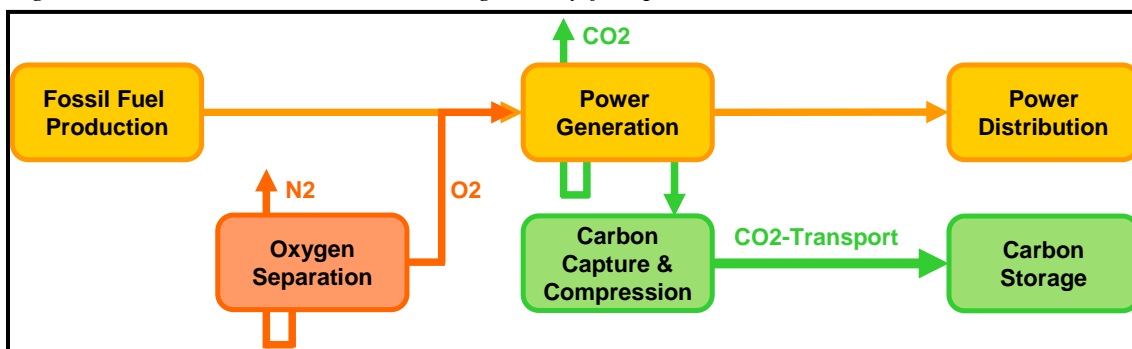 CO2
Fossil Fuel
Production
Power
Generation
Power
Distribution
N2
O2
Oxygen
Separation
Carbon
Capture &
Compression
CO2-Transport
Carbon
Storage